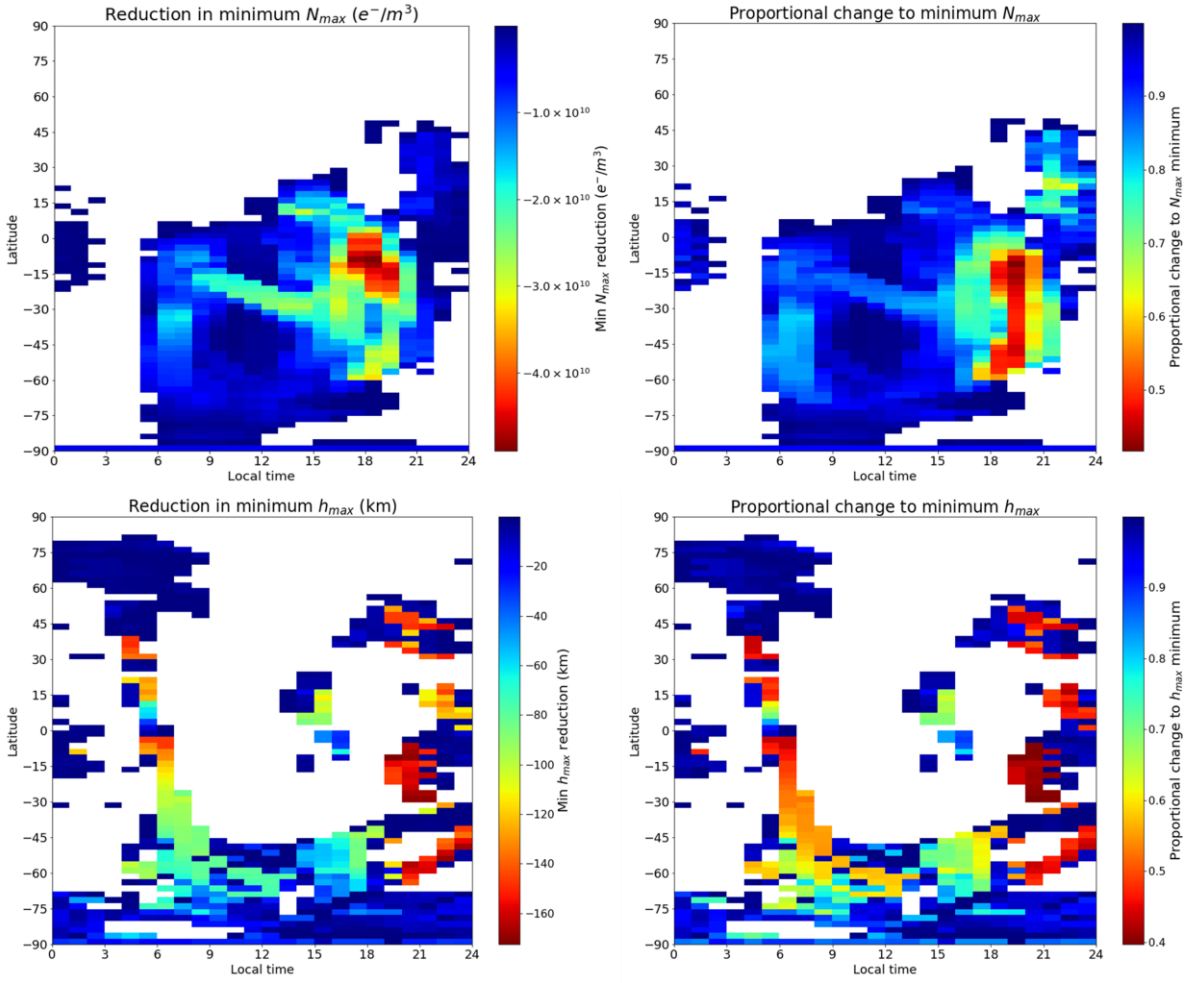 Reduction in minimum N_max (e⁻/m³)
90
75
60
45
30
15
0
−15
−30
−45
−60
−75
−90
Latitude
0 3 6 9 12 15 18 21 24
Local time
−1.0 × 10¹⁰
−2.0 × 10¹⁰
−3.0 × 10¹⁰
−4.0 × 10¹⁰
Min N_max reduction (e⁻/m³)
Proportional change to minimum N_max
90
75
60
45
30
15
0
−15
−30
−45
−60
−75
−90
Latitude
0 3 6 9 12 15 18 21 24
Local time
0.9
0.8
0.7
0.6
0.5
Proportional change to N_max minimum
Reduction in minimum h_max (km)
90
75
60
45
30
15
0
−15
−30
−45
−60
−75
−90
Latitude
0 3 6 9 12 15 18 21 24
Local time
−20
−40
−60
−80
−100
−120
−140
−160
Min h_max reduction (km)
Proportional change to minimum h_max
90
75
60
45
30
15
0
−15
−30
−45
−60
−75
−90
Latitude
0 3 6 9 12 15 18 21 24
Local time
0.9
0.8
0.7
0.6
0.5
0.4
Proportional change to h_max minimum